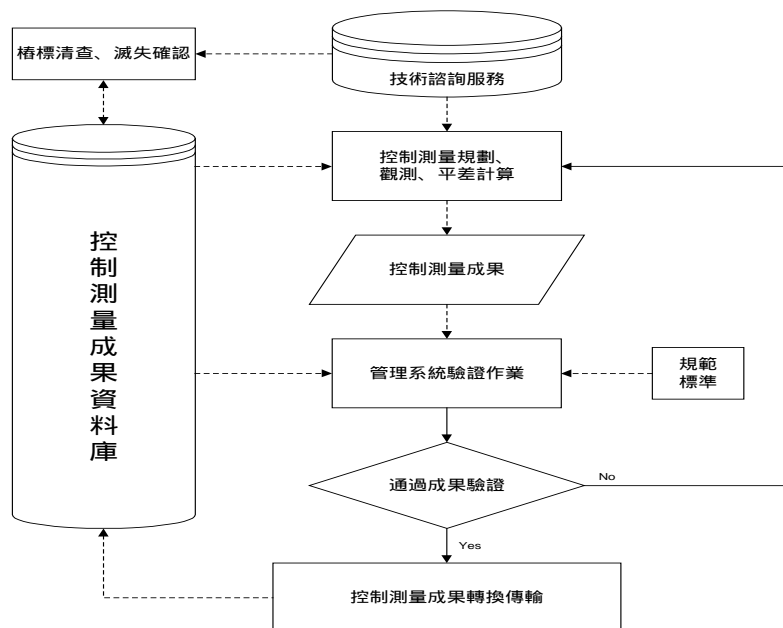 樁標清查、滅失確認
技術諮詢服務
控制測量規劃、
觀測、平差計算
控制測量成果
控制測量成果資料庫
管理系統驗證作業
規範
標準
通過成果驗證
No
Yes
控制測量成果轉換傳輸